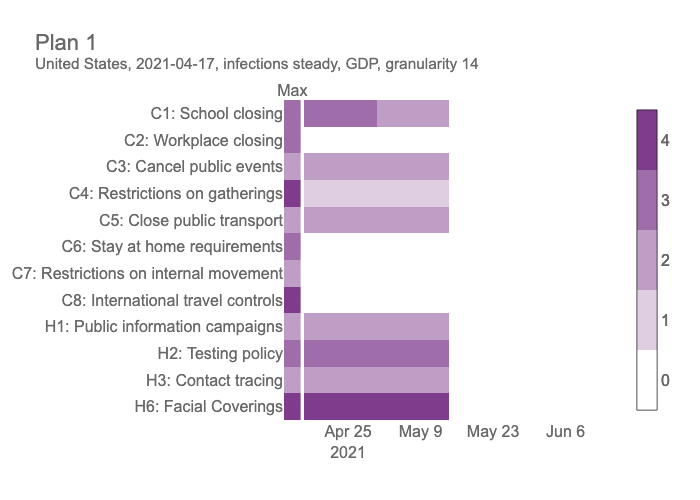 Plan 1
United States, 2021-04-17, infections steady, GDP, granularity 14
Max
C1: School closing
C2: Workplace closing
C3: Cancel public events
C4: Restrictions on gatherings
C5: Close public transport
C6: Stay at home requirements
C7: Restrictions on internal movement
C8: International travel controls
H1: Public information campaigns
H2: Testing policy
H3: Contact tracing
H6: Facial Coverings
Apr 25 May 9 May 23 Jun 6
2021
4
3
2
1
0